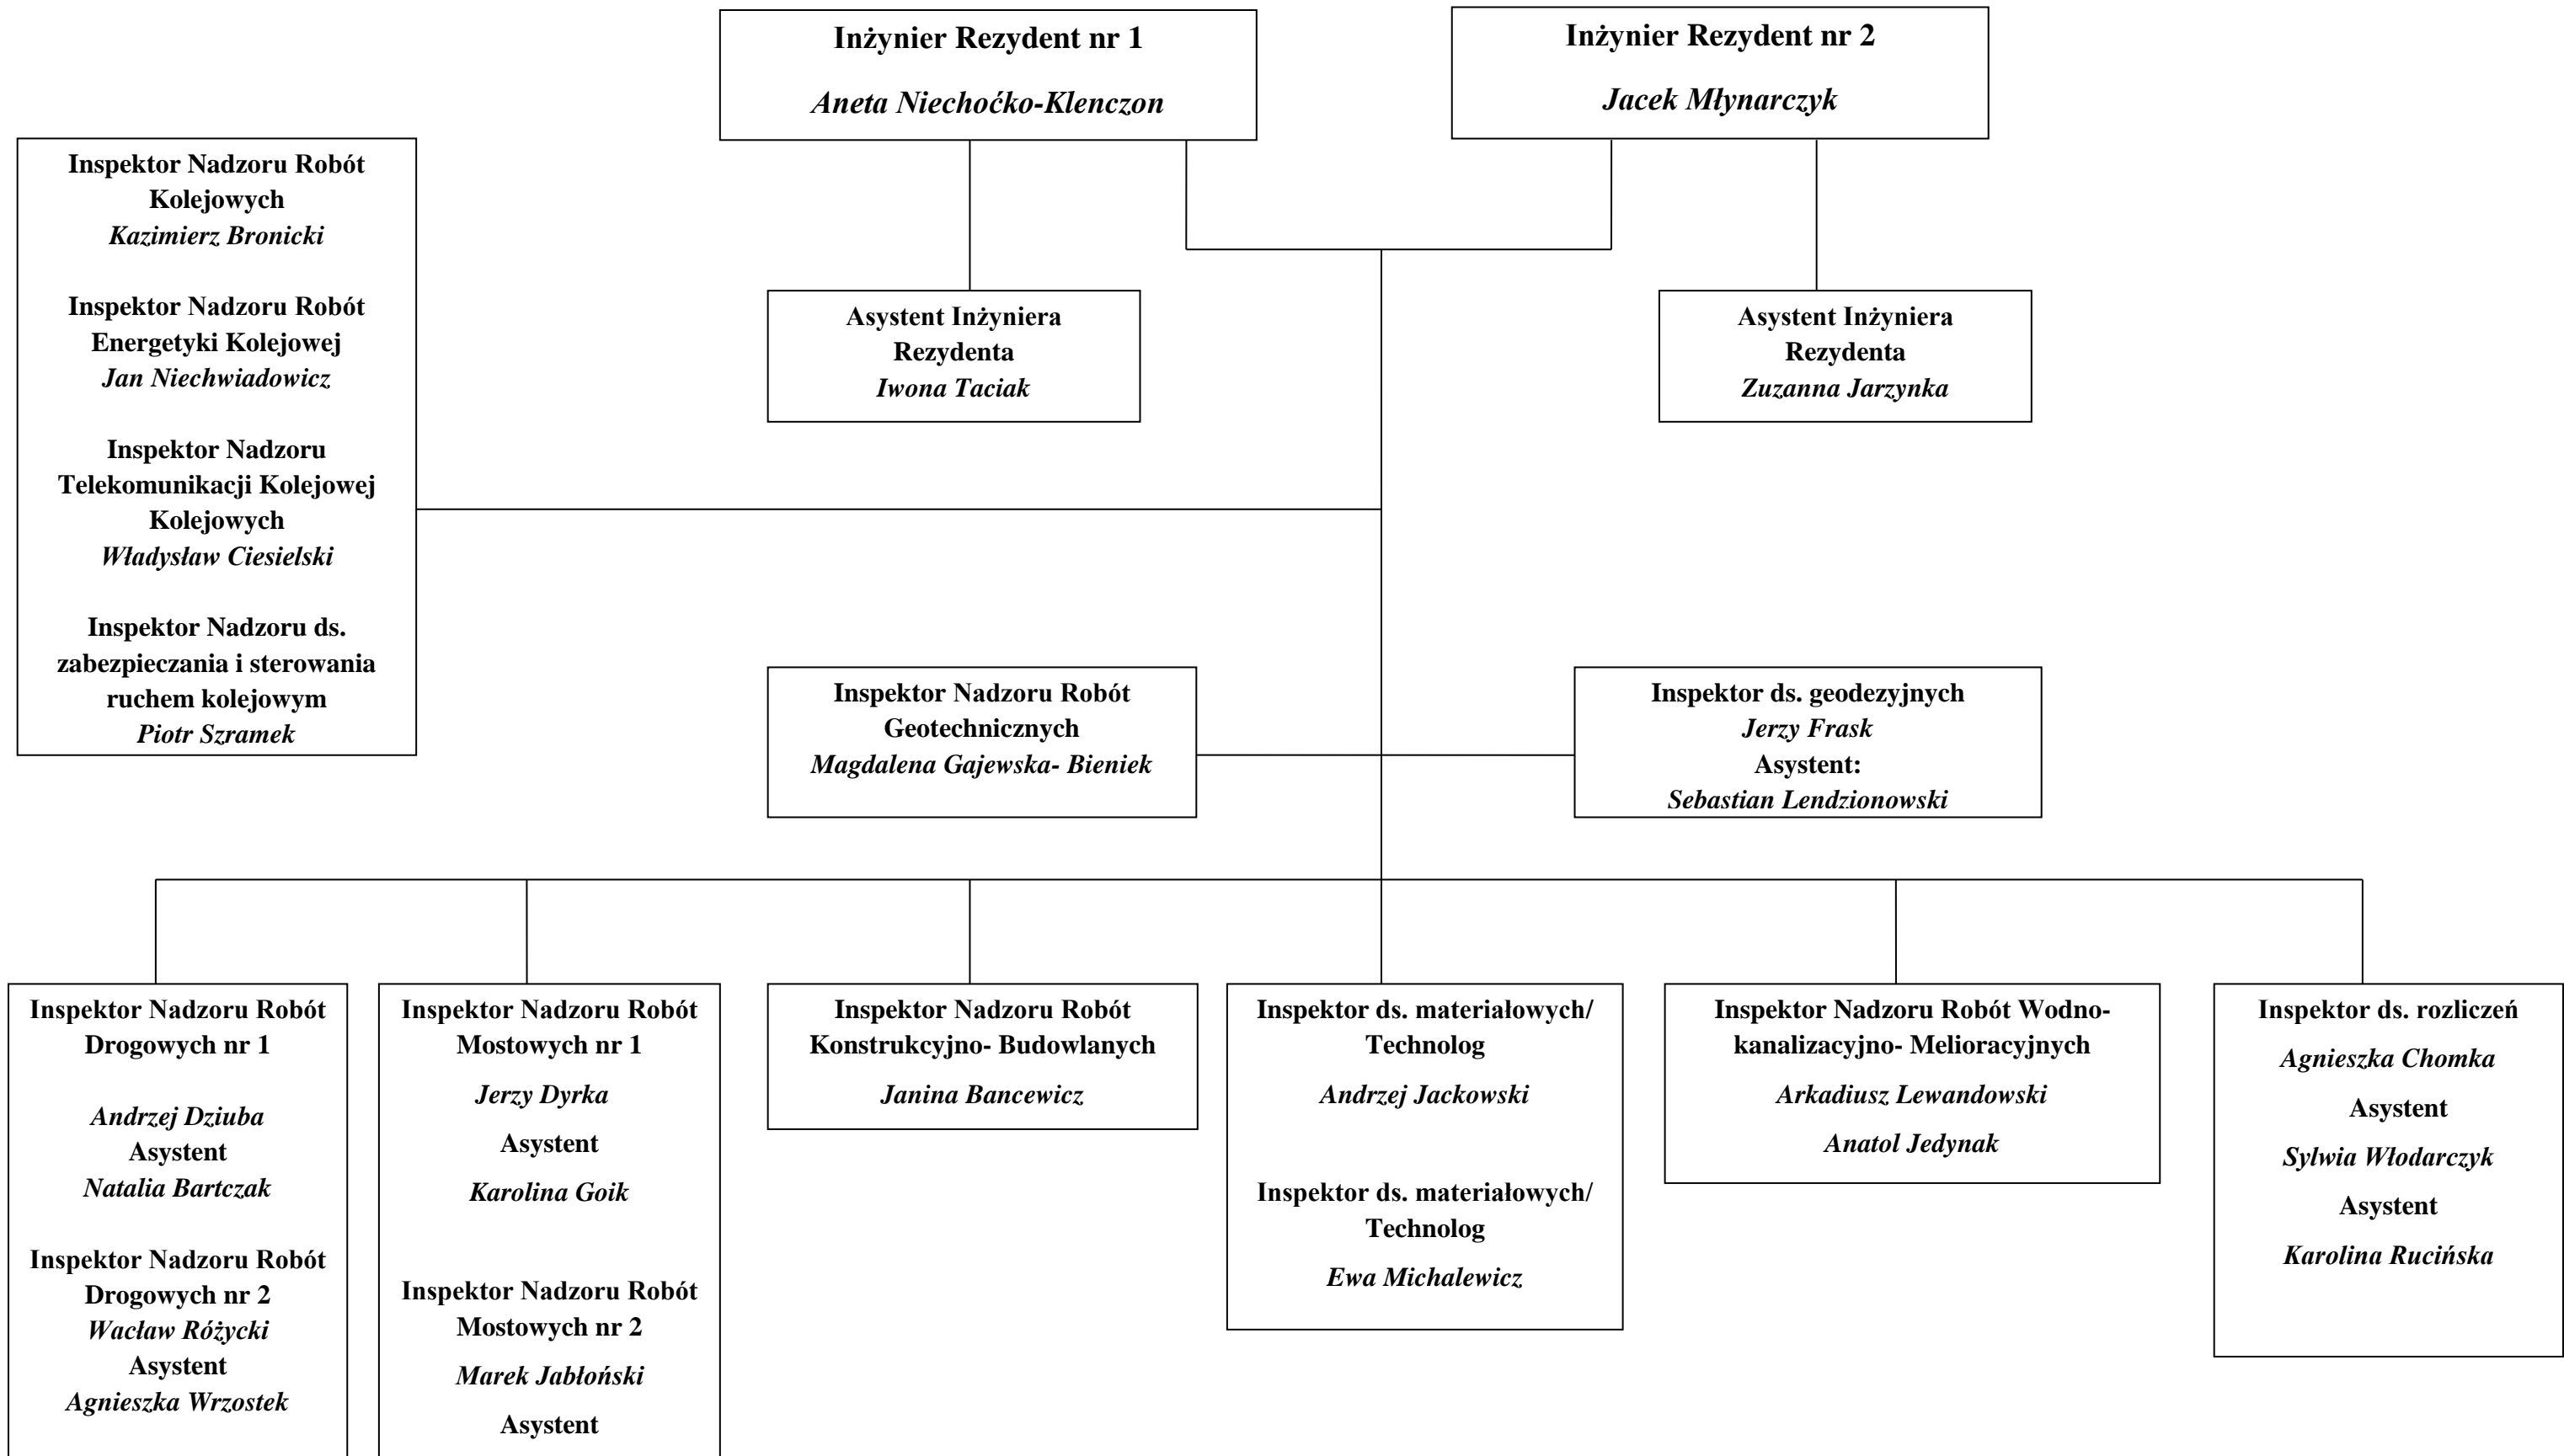 Inżynier Rezydent nr 1
Aneta Niechoćko-Klenczon
Inżynier Rezydent nr 2
Jacek Młynarczyk
Inspektor Nadzoru Robót
Kolejowych
Kazimierz Bronicki
Inspektor Nadzoru Robót
Energetyki Kolejowej
Jan Niechwiadowicz
Inspektor Nadzoru
Telekomunikacji Kolejowej
Kolejowych
Władysław Ciesielski
Inspektor Nadzoru ds.
zabezpieczania i sterowania
ruchem kolejowym
Piotr Szramek
Asystent Inżyniera
Rezydenta
Iwona Taciak
Asystent Inżyniera
Rezydenta
Zuzanna Jarzynka
Inspektor Nadzoru Robót
Geotechnicznych
Magdalena Gajewska- Bieniek
Inspektor ds. geodezyjnych
Jerzy Frask
Asystent:
Sebastian Lendzionowski
Inspektor Nadzoru Robót
Drogowych nr 1
Andrzej Dziuba
Asystent
Natalia Bartczak
Inspektor Nadzoru Robót
Drogowych nr 2
Wacław Różycki
Asystent
Agnieszka Wrzostek
Inspektor Nadzoru Robót
Mostowych nr 1
Jerzy Dyrka
Asystent
Karolina Goik
Inspektor Nadzoru Robót
Mostowych nr 2
Marek Jabłoński
Asystent
Inspektor Nadzoru Robót
Konstrukcyjno- Budowlanych
Janina Bancewicz
Inspektor ds. materiałowych/
Technolog
Andrzej Jackowski
Inspektor ds. materiałowych/
Technolog
Ewa Michalewicz
Inspektor Nadzoru Robót Wodno-
kanalizacyjno- Melioracyjnych
Arkadiusz Lewandowski
Anatol Jedynak
Inspektor ds. rozliczeń
Agnieszka Chomka
Asystent
Sylwia Włodarczyk
Asystent
Karolina Rucińska